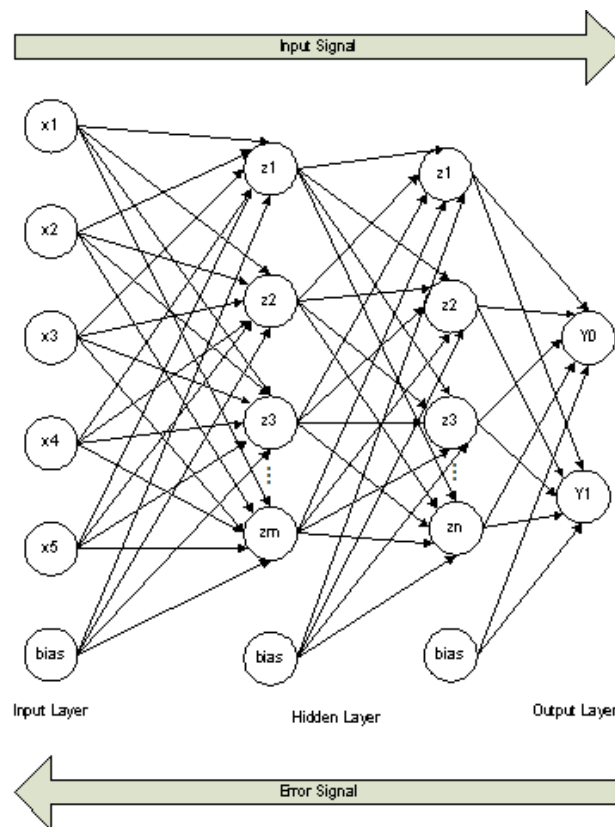 Input Signal
x1
x2
x3
x4
x5
bias
z1
z2
z3
zm
bias
z1
z2
z3
zn
bias
Y0
Y1
Input Layer
Hidden Layer
Output Layer
Error Signal